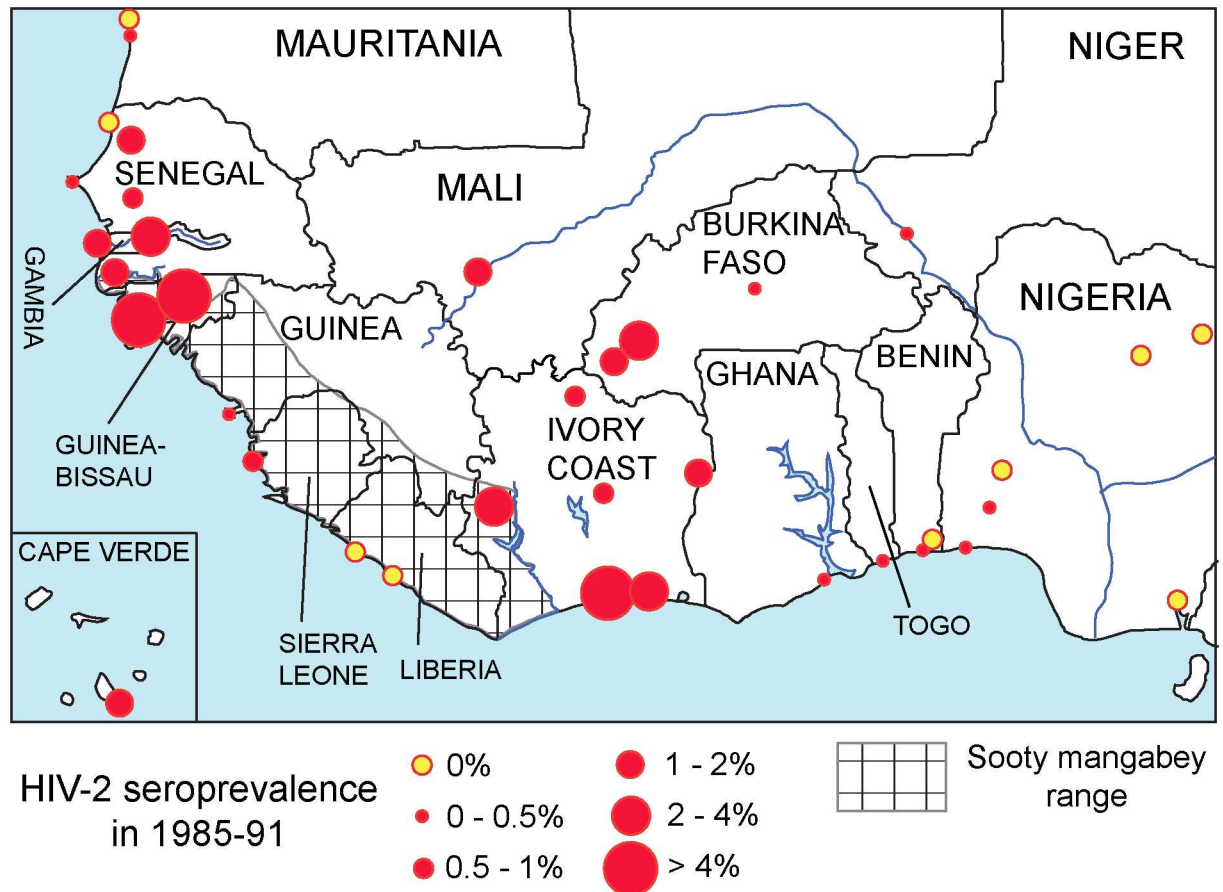 MAURITANIA
NIGER
SENEGAL
MALI
BURKINA
FASO
GAMBIA
NIGERIA
GUINEA
BENIN
GHANA
IVORY
COAST
GUINEA-
BISSAU
CAPE VERDE
SIERRA
LEONE
LIBERIA
TOGO
HIV-2 seroprevalence
in 1985-91
0%
0 - 0.5%
0.5 - 1%
1 - 2%
2 - 4%
> 4%
Sooty mangabey
range